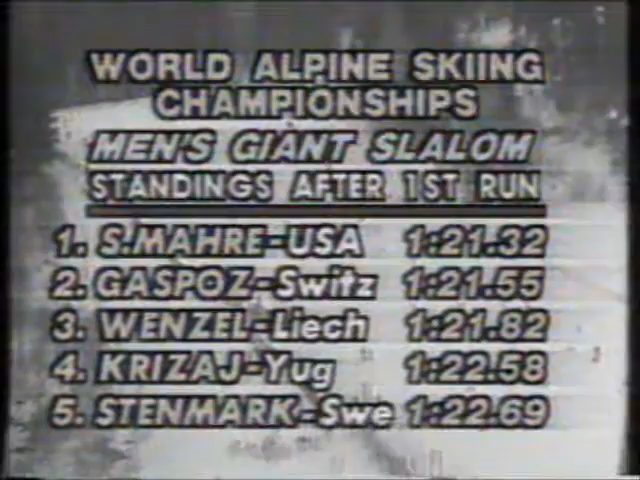 WORLD ALPINE SKIING
CHAMPIONSHIPS
MEN'S GIANT SLALOM
STANDINGS AFTER 1ST RUN
1. S.MAHRE-USA 1:21.32
2. GASPOZ-Switz 1:21.55
3. WENZEL-Liech 1:21.82
4. KRIZAJ-Yug 1:22.58
5. STENMARK-Swe 1:22.69